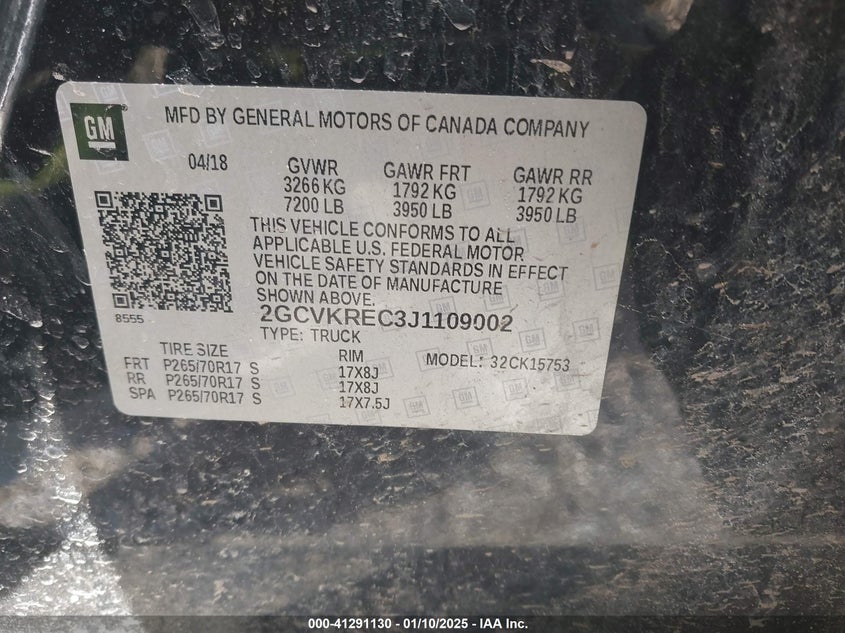 GM
MFD BY GENERAL MOTORS OF CANADA COMPANY
04/18 GVWR GAWR FRT GAWR RR
3266 KG 1792 KG 1792 KG
7200 LB 3950 LB 3950 LB
THIS VEHICLE CONFORMS TO ALL
APPLICABLE U.S. FEDERAL MOTOR
VEHICLE SAFETY STANDARDS IN EFFECT
ON THE DATE OF MANUFACTURE
SHOWN ABOVE.
8555
2GCVKREC3J1109002
TYPE: TRUCK
TIRE SIZE RIM MODEL: 32CK15753
FRT P265/70R17 S 17X8J
RR P265/70R17 S 17X8J
SPA P265/70R17 S 17X7.5J
000-41291130 - 01/10/2025 - IAA Inc.